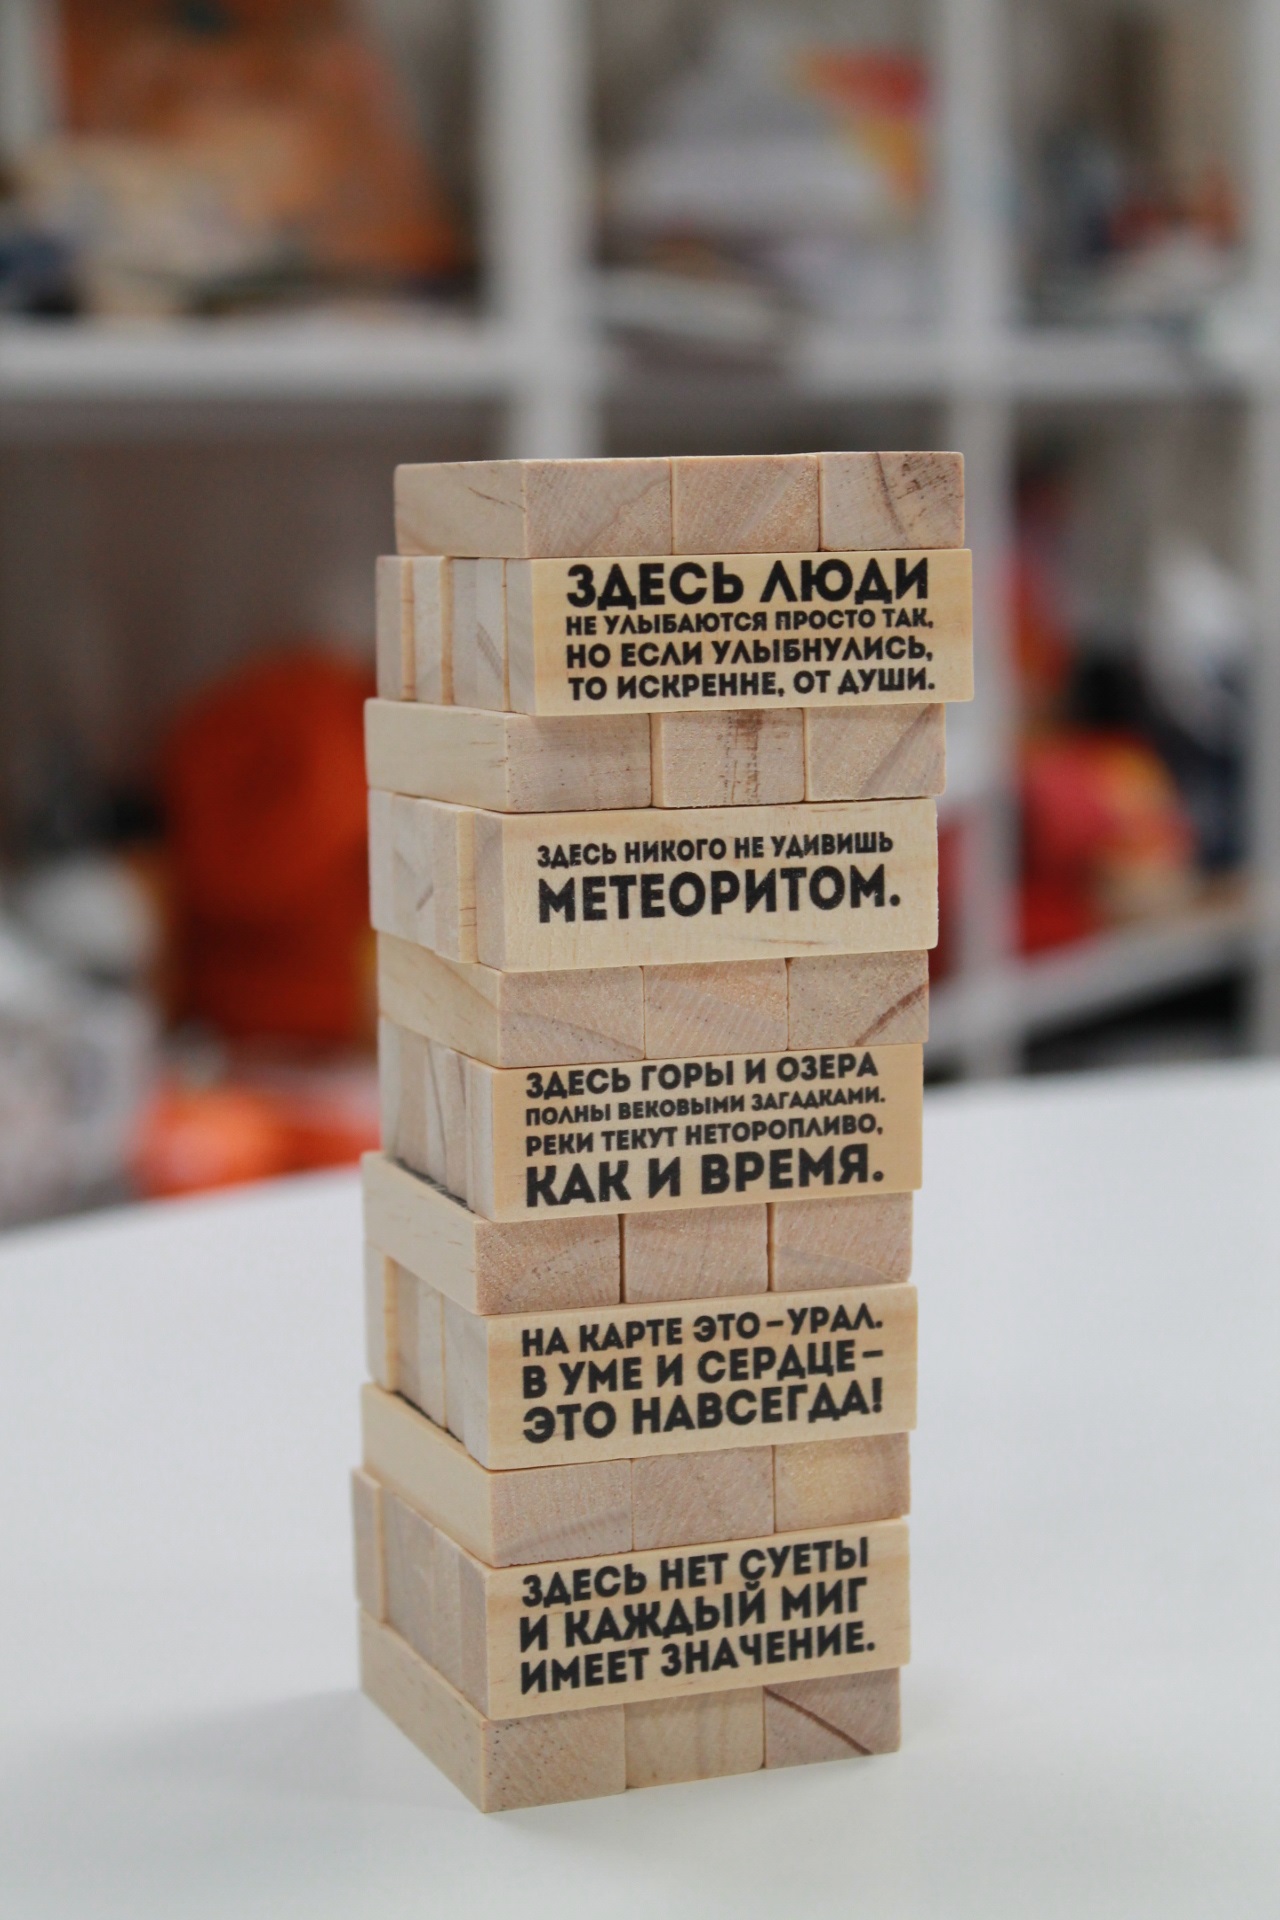 ЗДЕСЬ ЛЮДИ
НЕ УЛЫБАЮТСЯ ПРОСТО ТАК,
НО ЕСЛИ УЛЫБНУЛИСЬ,
ТО ИСКРЕННЕ, ОТ ДУШИ.
ЗДЕСЬ НИКОГО НЕ УДИВИШЬ
МЕТЕОРИТОМ.
ЗДЕСЬ ГОРЫ И ОЗЕРА
ПОЛНЫ ВЕКОВЫМИ ЗАГАДКАМИ.
РЕКИ ТЕКУТ НЕТОРОПЛИВО,
КАК И ВРЕМЯ.
НА КАРТЕ ЭТО – УРАЛ.
В УМЕ И СЕРДЦЕ –
ЭТО НАВСЕГДА!
ЗДЕСЬ НЕТ СУЕТЫ
И КАЖДЫЙ МИГ
ИМЕЕТ ЗНАЧЕНИЕ.